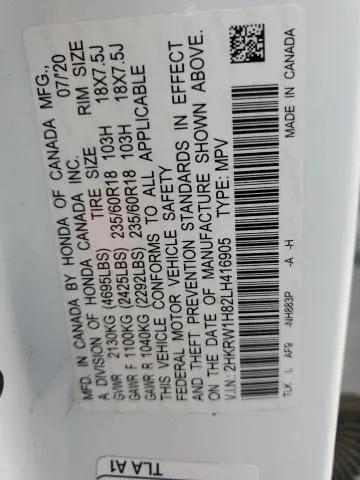 MFD. IN CANADA BY HONDA OF CANADA MFG.,
A DIVISION OF HONDA CANADA INC. 07/'20
TIRE SIZE RIM SIZE
GVWR 2130KG (4695LBS)
GAWR F 1100KG (2425LBS) 235/60R18 103H 18X7.5J
GAWR R 1040KG (2292LBS) 235/60R18 103H 18X7.5J
THIS VEHICLE CONFORMS TO ALL APPLICABLE
FEDERAL MOTOR VEHICLE SAFETY
AND THEFT PREVENTION STANDARDS IN EFFECT
ON THE DATE OF MANUFACTURE SHOWN ABOVE.
V.I.N.: 2HKRW1H82LH416905 TYPE: MPV
TLK L AF9 -NH883P -A -H MADE IN CANADA
TLA A1